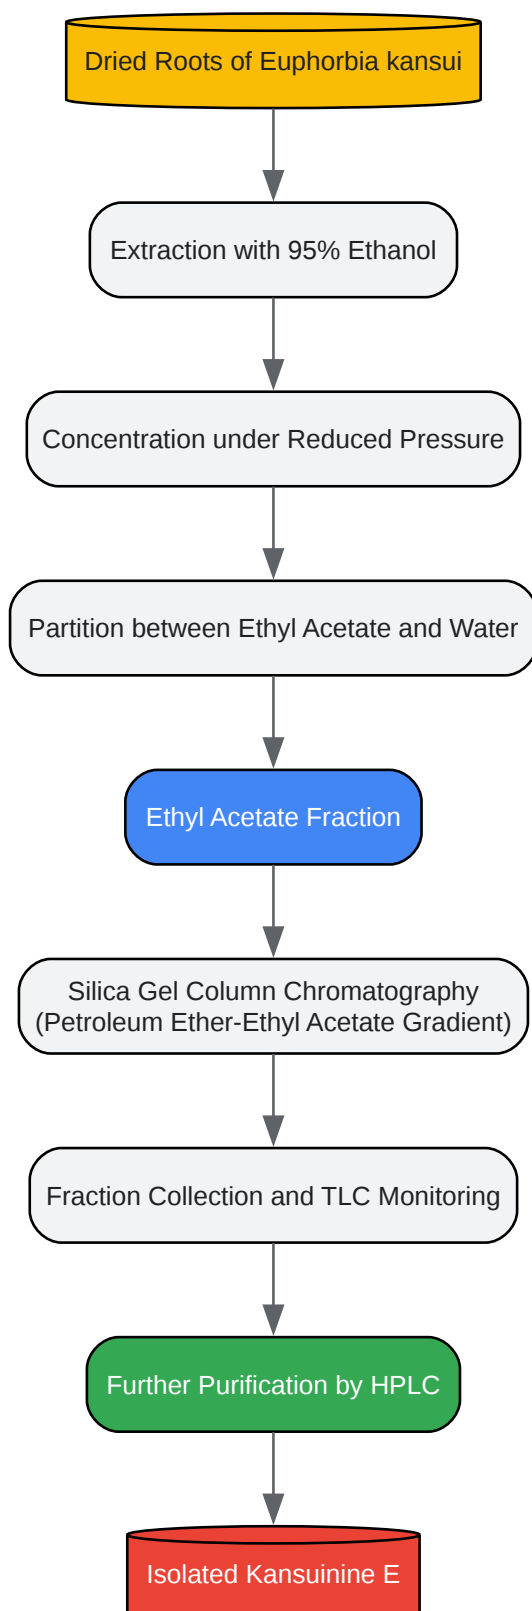 Dried Roots of Euphorbia kansui
Extraction with 95% Ethanol
Concentration under Reduced Pressure
Partition between Ethyl Acetate and Water
Ethyl Acetate Fraction
Silica Gel Column Chromatography
(Petroleum Ether-Ethyl Acetate Gradient)
Fraction Collection and TLC Monitoring
Further Purification by HPLC
Isolated Kansuinine E